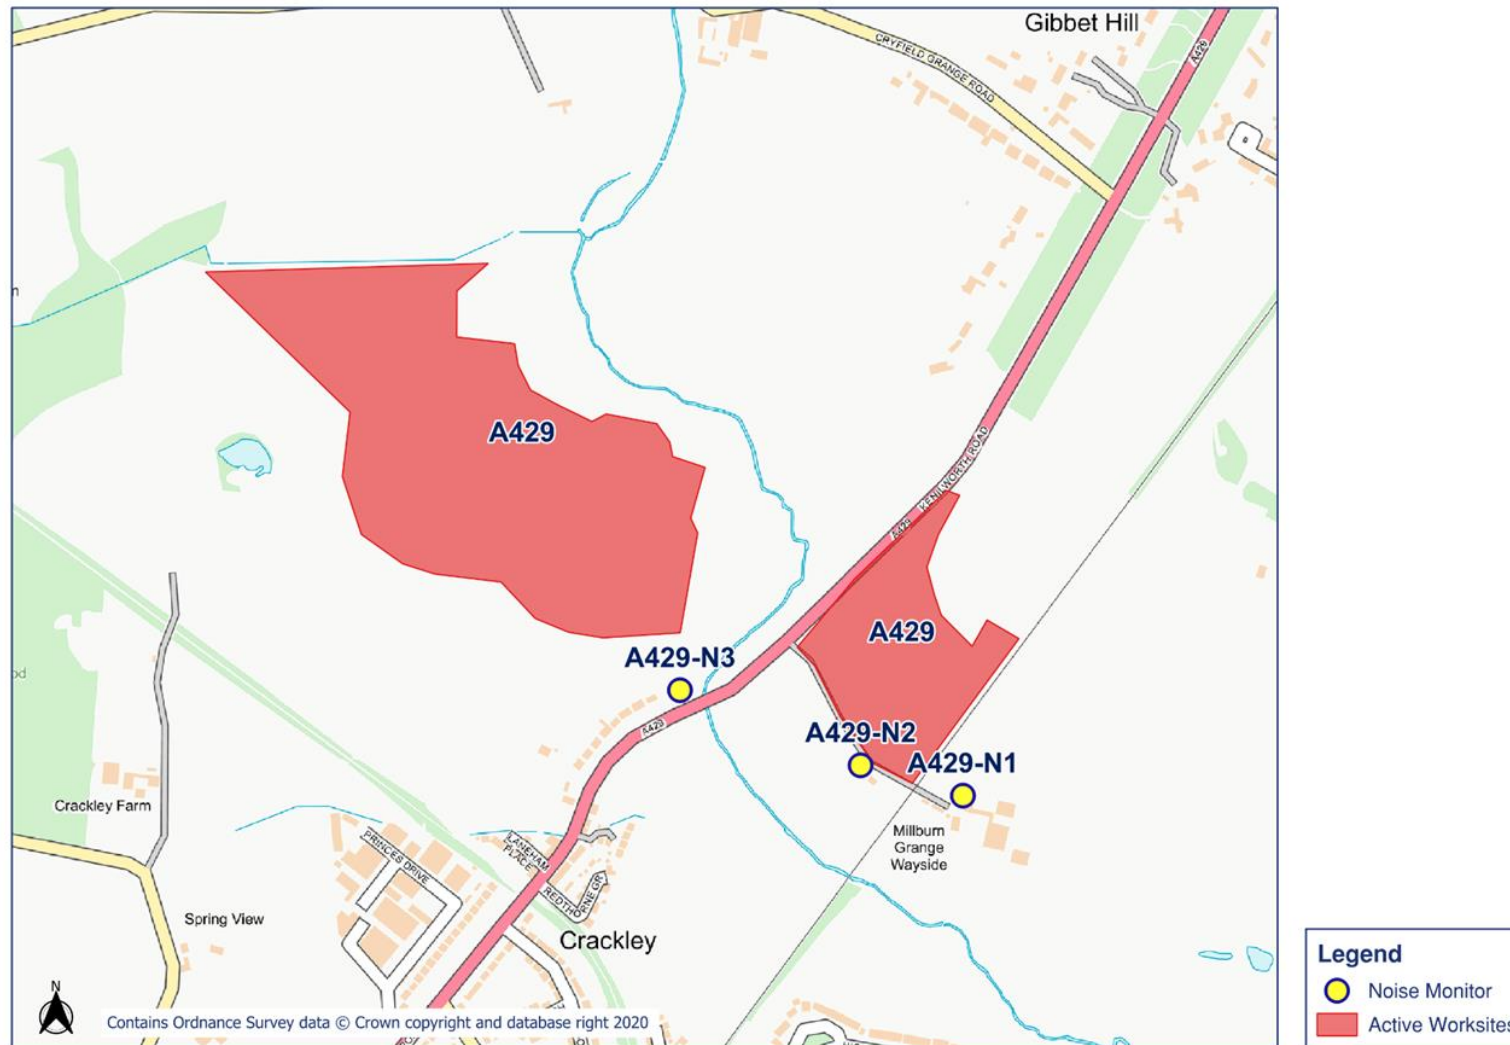 Gibbet Hill
A429
CRYFIELD GRANGE ROAD
A429
KENILWORTH ROAD
A429
A429
A429-N3
A429
A429-N2
A429-N1
Crackley Farm
Millburn
Grange
Wayside
PRINCES DRIVE
LANEHAM
PLACE
REDTHORNE GR
Spring View
Crackley
N
Contains Ordnance Survey data © Crown copyright and database right 2020
Legend
Noise Monitor
Active Worksites